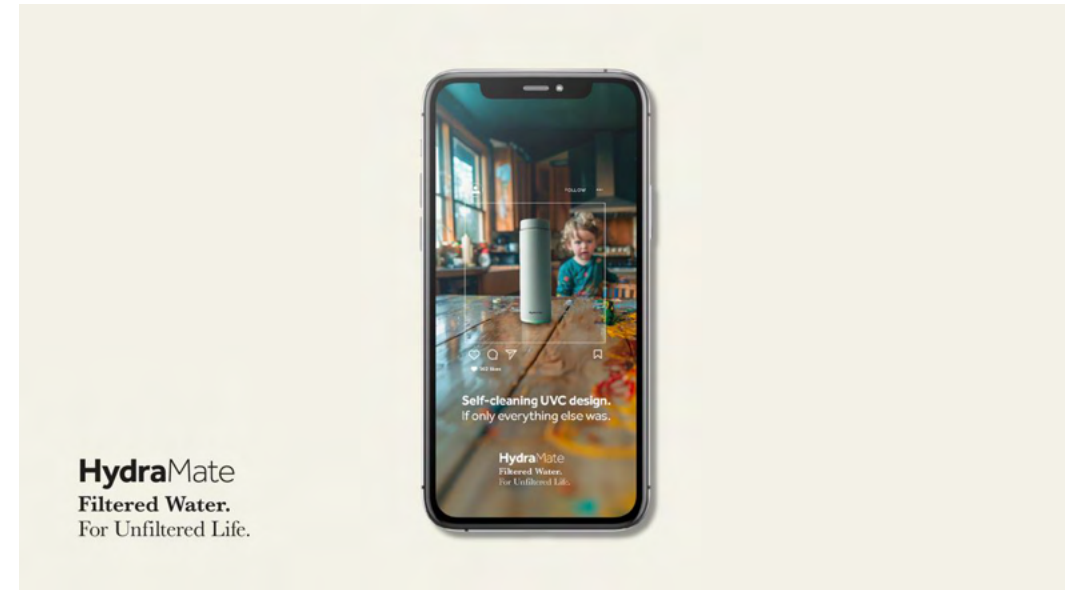 FOLLOW
Self-cleaning UVC design.
If only everything else was.
HydraMate
Filtered Water.
For Unfiltered Life.
HydraMate
Filtered Water.
For Unfiltered Life.